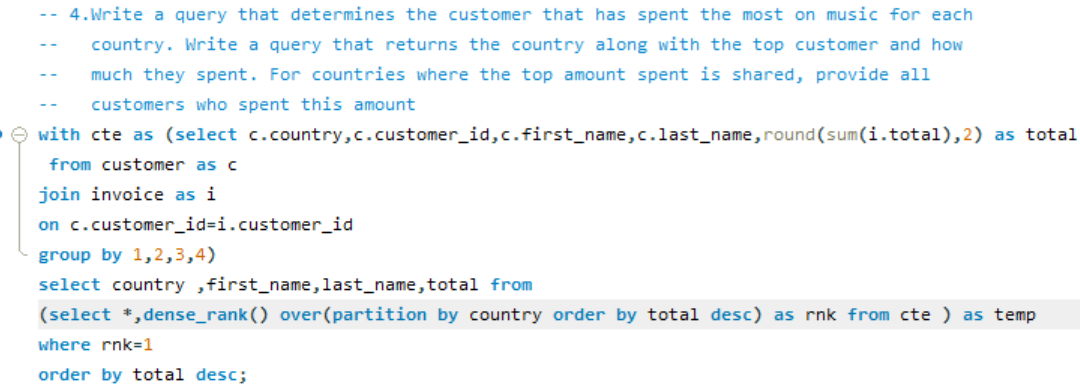 -- 4.Write a query that determines the customer that has spent the most on music for each
--   country. Write a query that returns the country along with the top customer and how
--   much they spent. For countries where the top amount spent is shared, provide all
--   customers who spent this amount
with cte as (select c.country,c.customer_id,c.first_name,c.last_name,round(sum(i.total),2) as total
 from customer as c
join invoice as i
on c.customer_id=i.customer_id
group by 1,2,3,4)
select country ,first_name,last_name,total from
(select *,dense_rank() over(partition by country order by total desc) as rnk from cte ) as temp
where rnk=1
order by total desc;